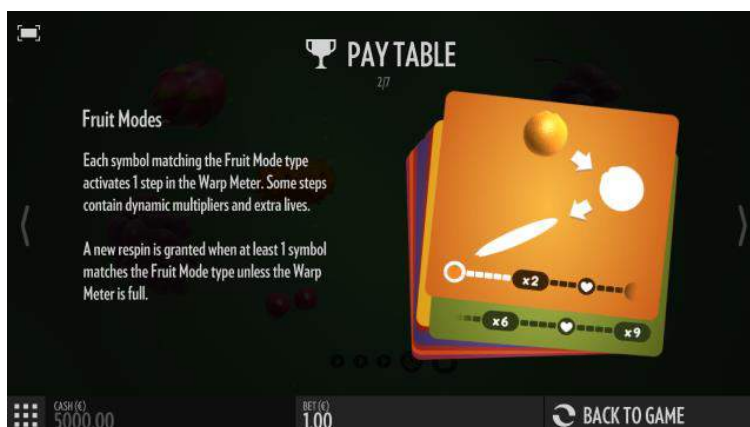 PAY TABLE
2/7
Fruit Modes
Each symbol matching the Fruit Mode type
activates 1 step in the Warp Meter. Some steps
contain dynamic multipliers and extra lives.
A new respin is granted when at least 1 symbol
matches the Fruit Mode type unless the Warp
Meter is full.
x2
x6
x9
CASH (€)
5000.00
BET (€)
1.00
BACK TO GAME